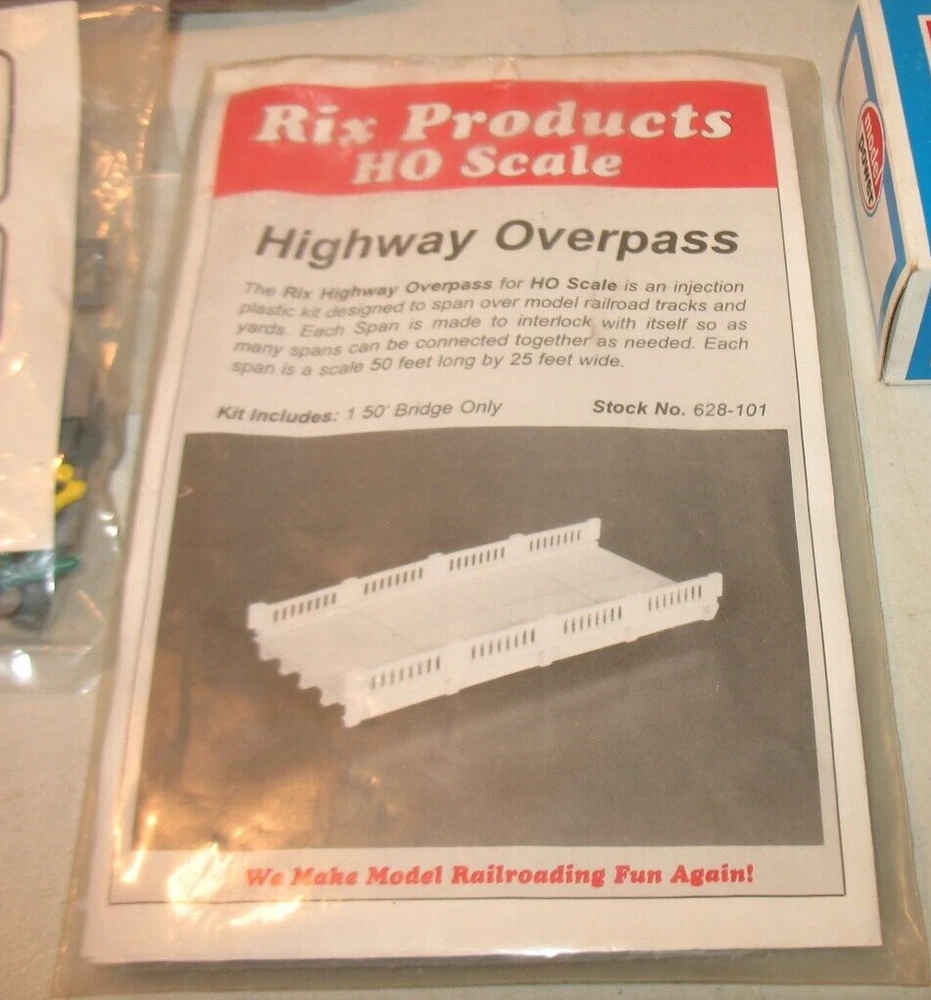 Rix Products
HO Scale
Highway Overpass
The Rix Highway Overpass for HO Scale is an injection
plastic kit designed to span over model railroad tracks and
yards. Each Span is made to interlock with itself so as
many spans can be connected together as needed. Each
span is a scale 50 feet long by 25 feet wide.
Kit Includes: 1 50' Bridge Only
Stock No. 628-101
We Make Model Railroading Fun Again!
model
power